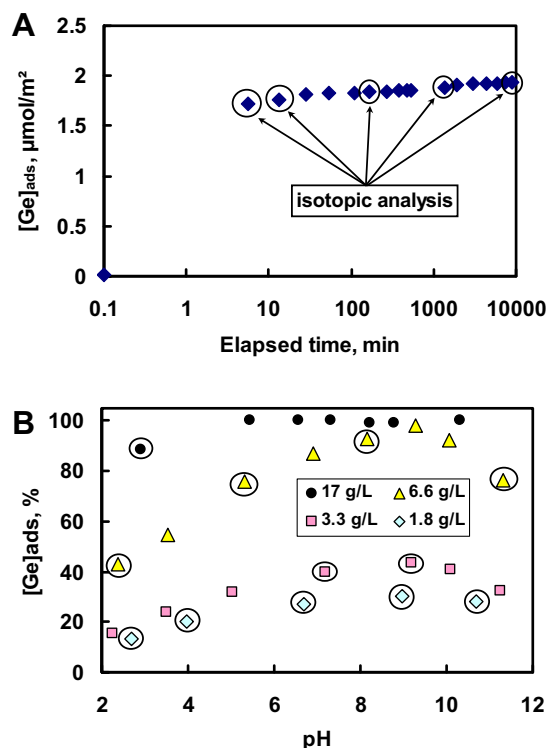 A
2.5
2
1.5
1
0.5
0
[Ge]ads, µmol/m²
isotopic analysis
0.1 1 10 100 1000 10000
Elapsed time, min
B
100
80
60
40
20
0
[Ge]ads, %
17 g/L 6.6 g/L
3.3 g/L 1.8 g/L
2 4 6 8 10 12
pH